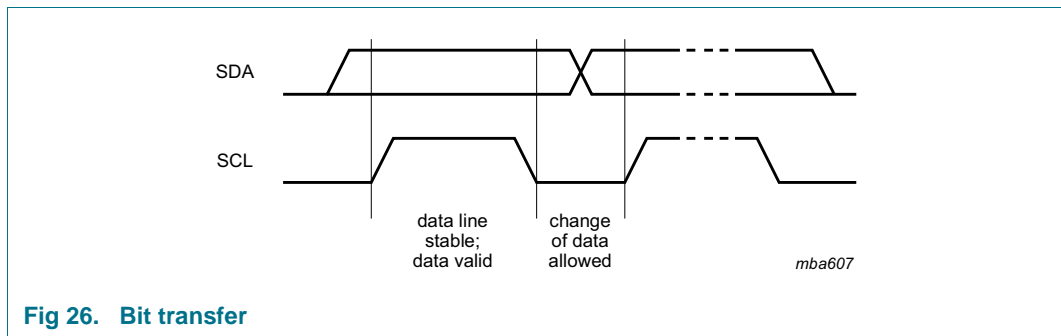 SDA
SCL
data line
stable;
data valid
change
of data
allowed
mba607
Fig 26. Bit transfer